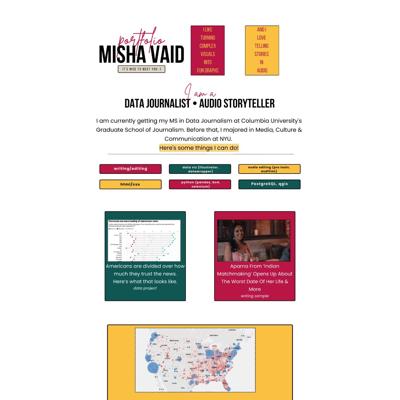 portfolio
MISHA VAID
IT'S NICE TO MEET YOU :)
I LIKE
TURNING
COMPLEX
VISUALS
INTO
FUN GRAPHS
AND I
LOVE
TELLING
STORIES
IN
AUDIO
I am a
DATA JOURNALIST • AUDIO STORYTELLER
I am currently getting my MS in Data Journalism at Columbia University's
Graduate School of Journalism. Before that, I majored in Media, Culture &
Communication at NYU.
Here's some things I can do!
writing/editing
data viz (illustrator,
datawrapper)
audio editing (pro tools,
audition)
html/css
python (pandas, bs4,
selenium)
PostgreSQL, qgis
Americans are divided over how
much they trust the news.
Here's what that looks like.
data project
Aparna From 'Indian
Matchmaking' Opens Up About
The Worst Date Of Her Life &
More
writing sample